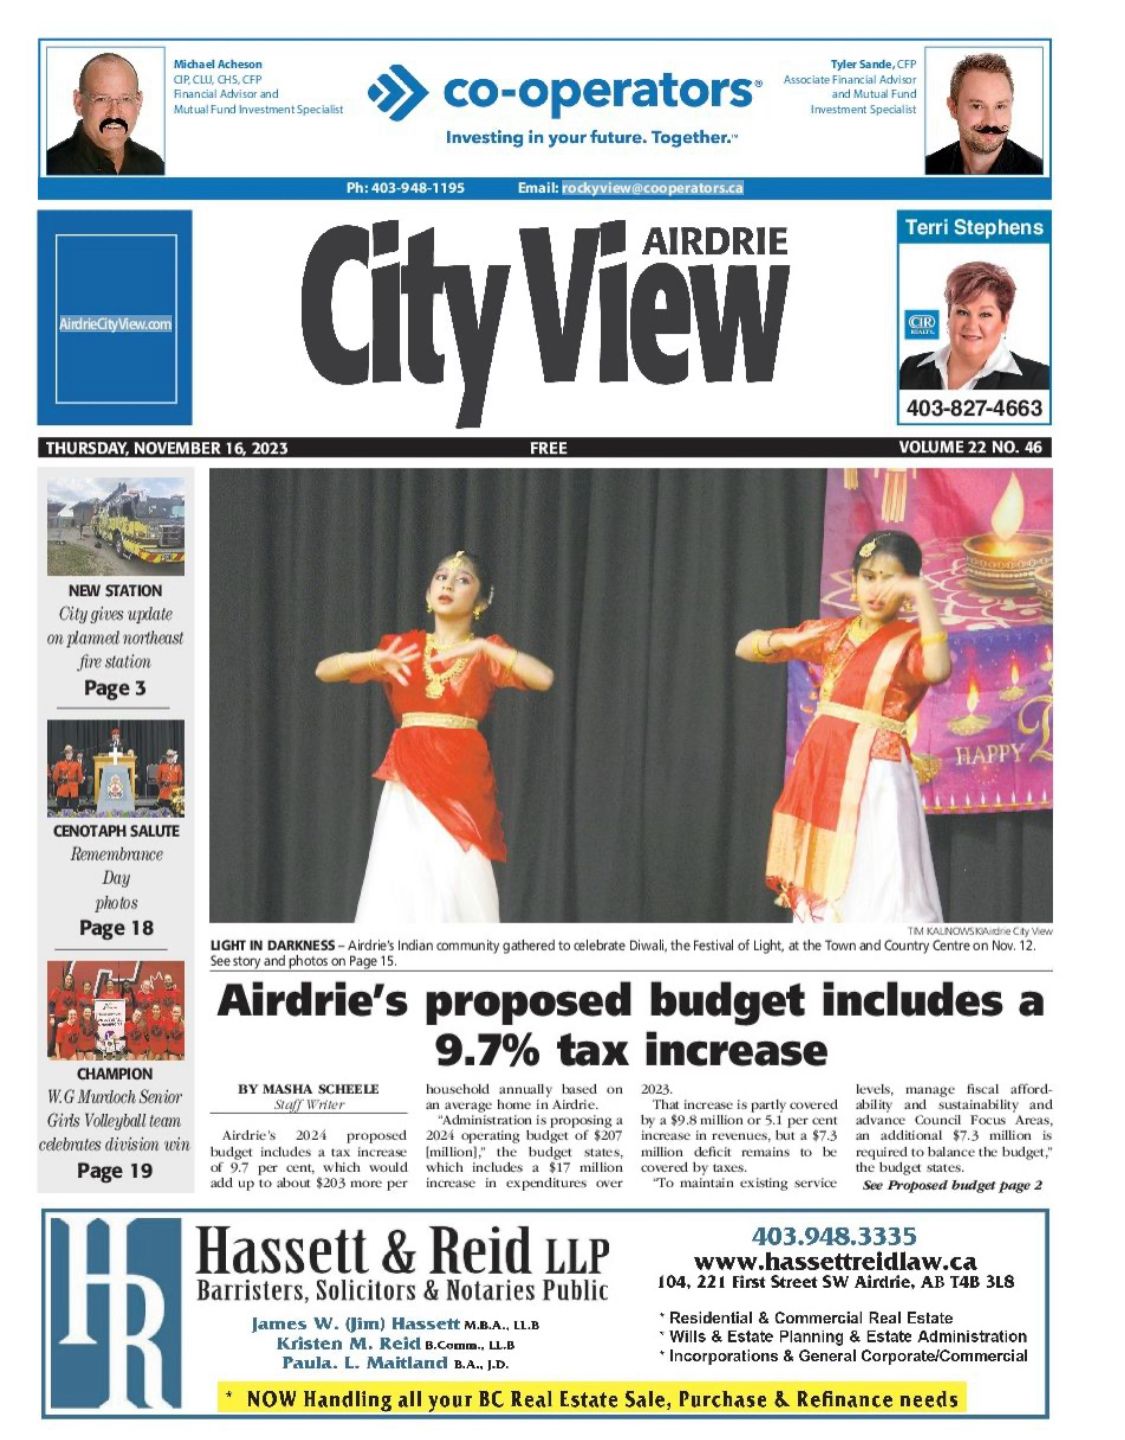 Michael Acheson
CIP, CLU, CHS, CFP
Financial Advisor and
Mutual Fund Investment Specialist
co-operators®
Investing in your future. Together.™
Tyler Sande, CFP
Associate Financial Advisor
and Mutual Fund
Investment Specialist
Ph: 403-948-1195 Email: rockyview@cooperators.ca
AirdrieCityView.com
AIRDRIE
City View
Terri Stephens
CIR
REALTY
403-827-4663
THURSDAY, NOVEMBER 16, 2023 FREE VOLUME 22 NO. 46
NEW STATION
City gives update
on planned northeast
fire station
Page 3
CENOTAPH SALUTE
Remembrance
Day
photos
Page 18
CHAMPION
W.G Murdoch Senior
Girls Volleyball team
celebrates division win
Page 19
HAPPY
TIM KALINOWSKI/Airdrie City View
LIGHT IN DARKNESS – Airdrie's Indian community gathered to celebrate Diwali, the Festival of Light, at the Town and Country Centre on Nov. 12.
See story and photos on Page 15.
Airdrie's proposed budget includes a
9.7% tax increase
BY MASHA SCHEELE
Staff Writer
Airdrie's 2024 proposed
budget includes a tax increase
of 9.7 per cent, which would
add up to about $203 more per
household annually based on
an average home in Airdrie.
"Administration is proposing a
2024 operating budget of $207
[million]," the budget states,
which includes a $17 million
increase in expenditures over
2023.
That increase is partly covered
by a $9.8 million or 5.1 per cent
increase in revenues, but a $7.3
million deficit remains to be
covered by taxes.
"To maintain existing service
levels, manage fiscal afford-
ability and sustainability and
advance Council Focus Areas,
an additional $7.3 million is
required to balance the budget,"
the budget states.
See Proposed budget page 2
HR
Hassett & Reid LLP
Barristers, Solicitors & Notaries Public
James W. (Jim) Hassett M.B.A., LL.B
Kristen M. Reid B.Comm., LL.B
Paula. L. Maitland B.A., J.D.
403.948.3335
www.hassettreidlaw.ca
104, 221 First Street SW Airdrie, AB T4B 3L8
* Residential & Commercial Real Estate
* Wills & Estate Planning & Estate Administration
* Incorporations & General Corporate/Commercial
* NOW Handling all your BC Real Estate Sale, Purchase & Refinance needs